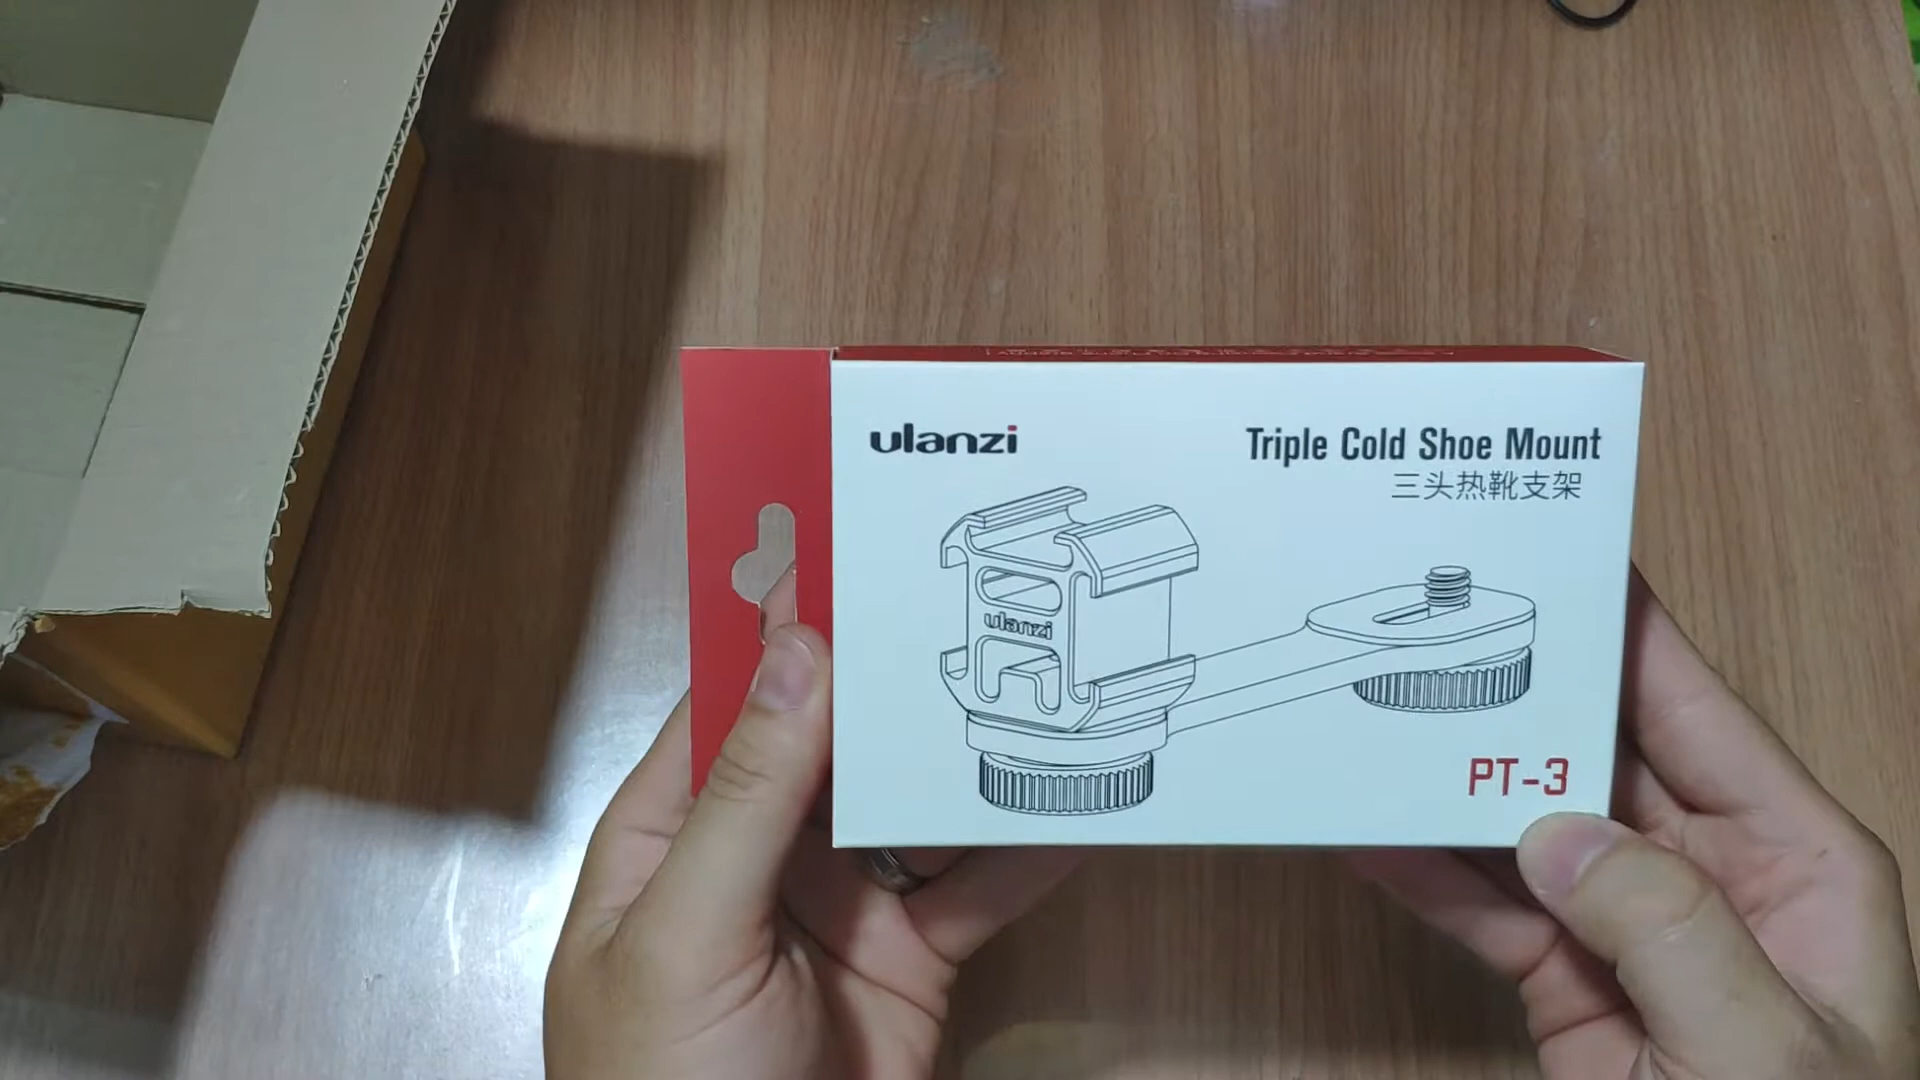 ulanzi
Triple Cold Shoe Mount
三头热靴支架
ulanzi
PT-3